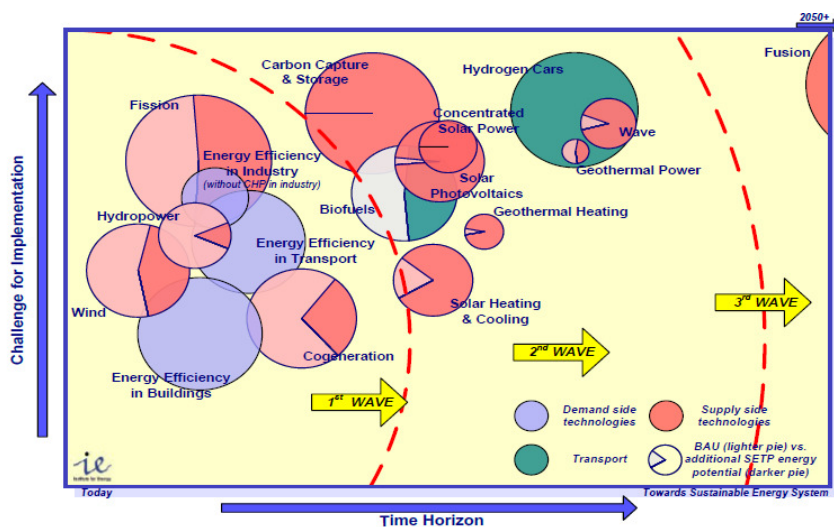 2050+
Carbon Capture
& Storage
Hydrogen Cars
Fusion
Fission
Concentrated
Solar Power
Wave
Energy Efficiency
in Industry
(without CHP in industry)
Geothermal Power
Solar
Photovoltaics
Hydropower
Biofuels
Geothermal Heating
Energy Efficiency
in Transport
Wind
Solar Heating
& Cooling
3rd WAVE
2nd WAVE
Cogeneration
Energy Efficiency
in Buildings
1st WAVE
Demand side
technologies
Supply side
technologies
Transport
BAU (lighter pie) vs.
additional SETP energy
potential (darker pie)
ie
Institute for Energy
Today
Towards Sustainable Energy System
Time Horizon
Challenge for Implementation